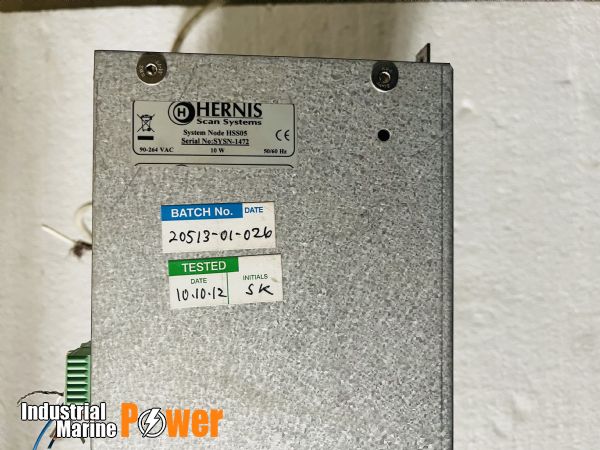 HERNIS
Scan Systems
System Node HSS05
Serial No:SYSN-1472
90-264 VAC 10 W 50/60 Hz
BATCH No. DATE
20513-01-026
TESTED
DATE INITIALS
10.10.12 SK
Industrial
Marine Power